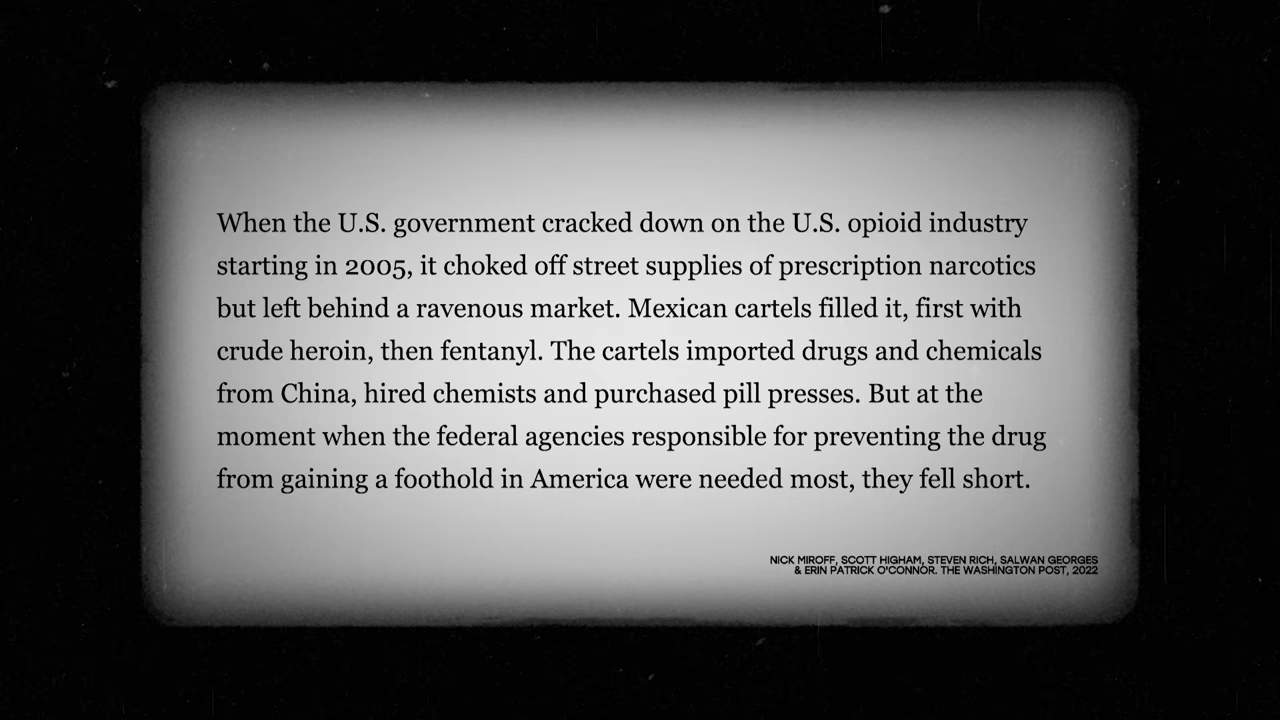 When the U.S. government cracked down on the U.S. opioid industry
starting in 2005, it choked off street supplies of prescription narcotics
but left behind a ravenous market. Mexican cartels filled it, first with
crude heroin, then fentanyl. The cartels imported drugs and chemicals
from China, hired chemists and purchased pill presses. But at the
moment when the federal agencies responsible for preventing the drug
from gaining a foothold in America were needed most, they fell short.
NICK MIROFF, SCOTT HIGHAM, STEVEN RICH, SALWAN GEORGES
& ERIN PATRICK O'CONNOR. THE WASHINGTON POST, 2022